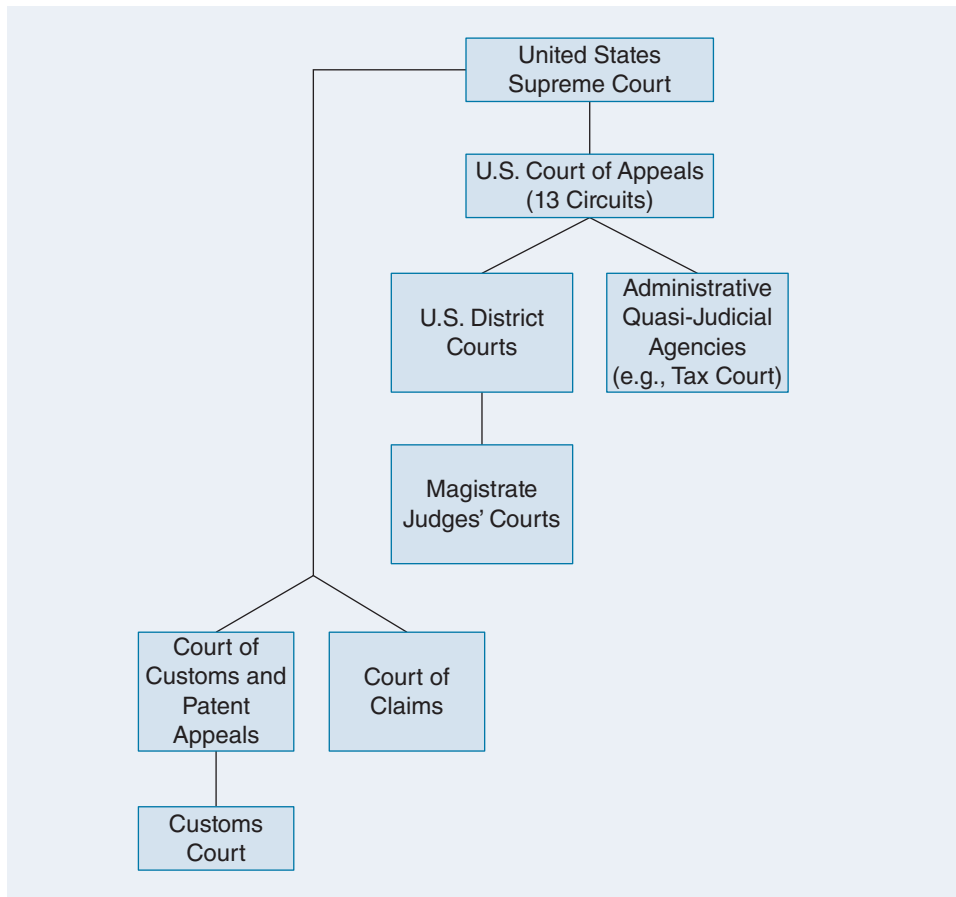 United States
Supreme Court
U.S. Court of Appeals
(13 Circuits)
U.S. District
Courts
Administrative
Quasi-Judicial
Agencies
(e.g., Tax Court)
Magistrate
Judges’ Courts
Court of
Customs and
Patent
Appeals
Court of
Claims
Customs
Court